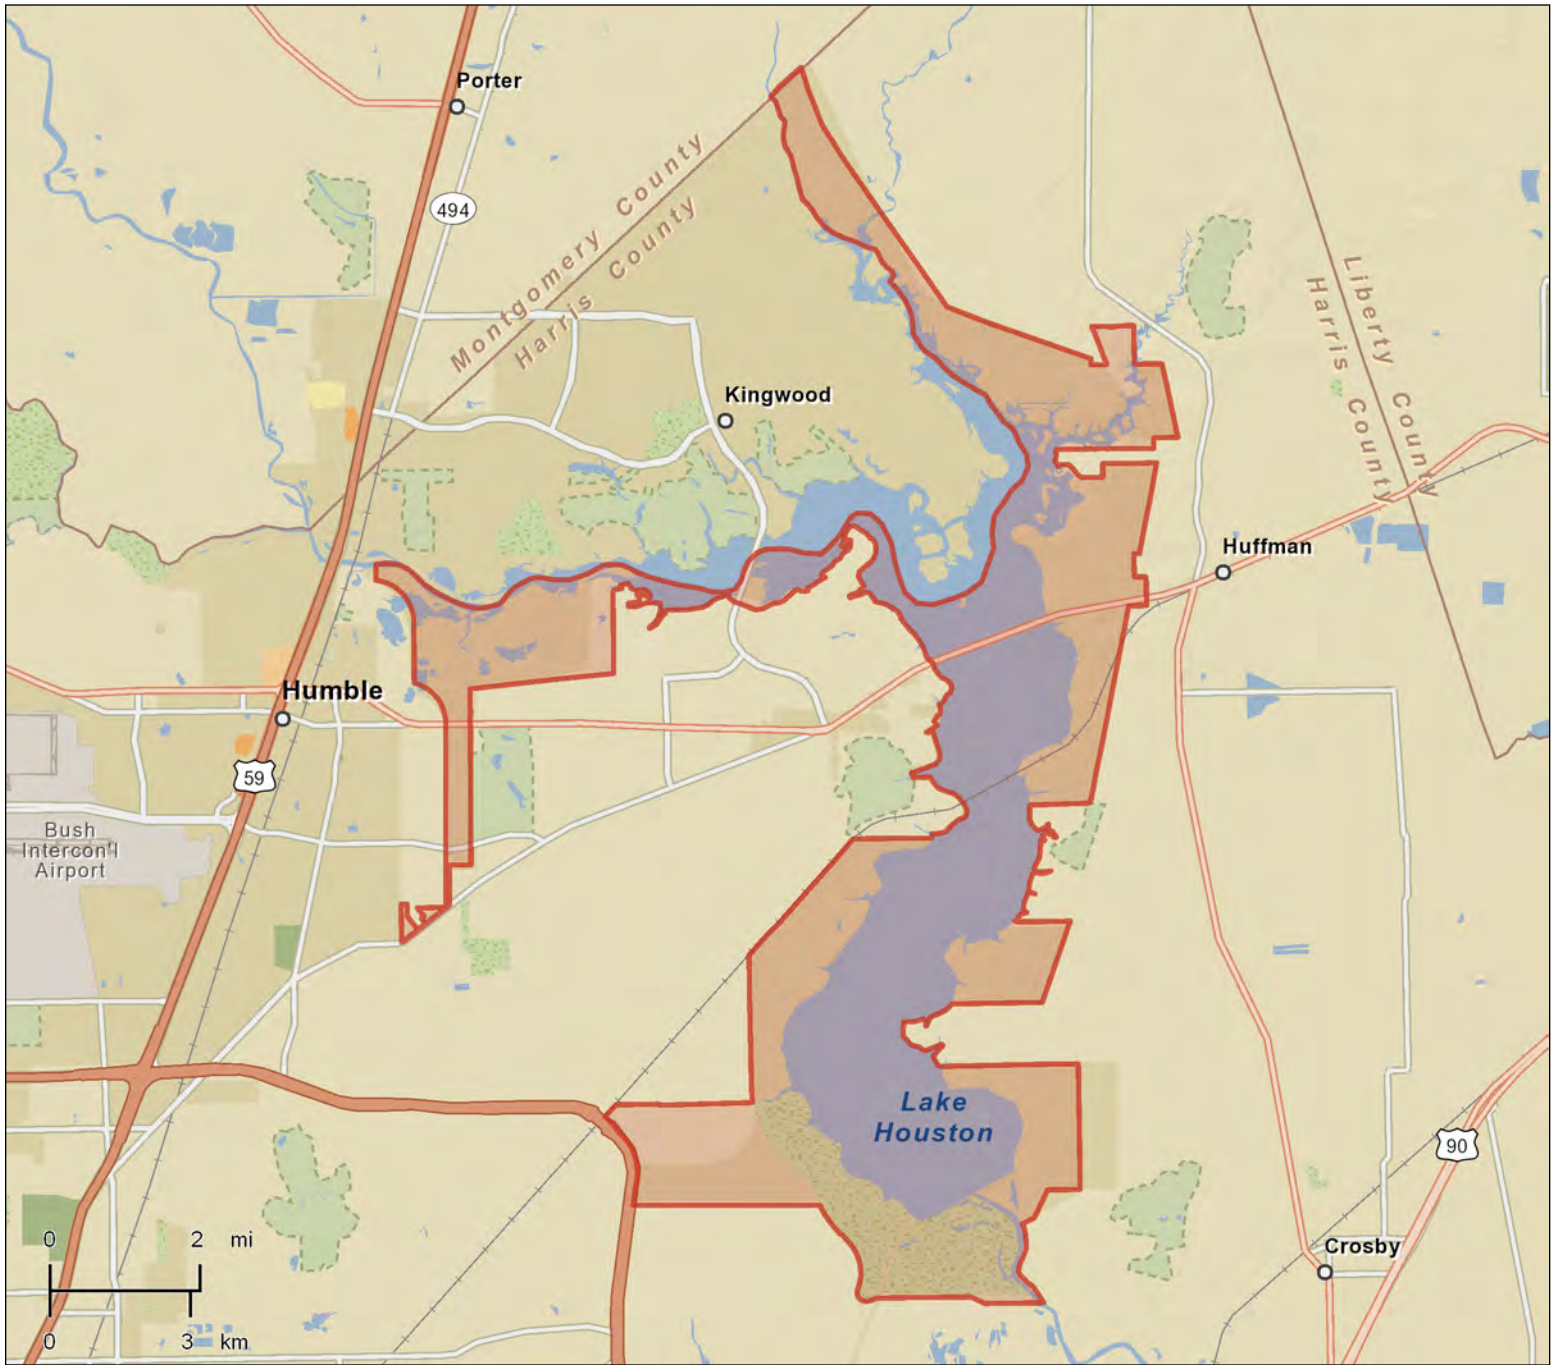 Porter
494
Montgomery County
Harris County
Liberty County
Harris County
Kingwood
Huffman
Humble
59
Bush
Intercon'l
Airport
Lake
Houston
90
Crosby
0 2 mi
0 3 km